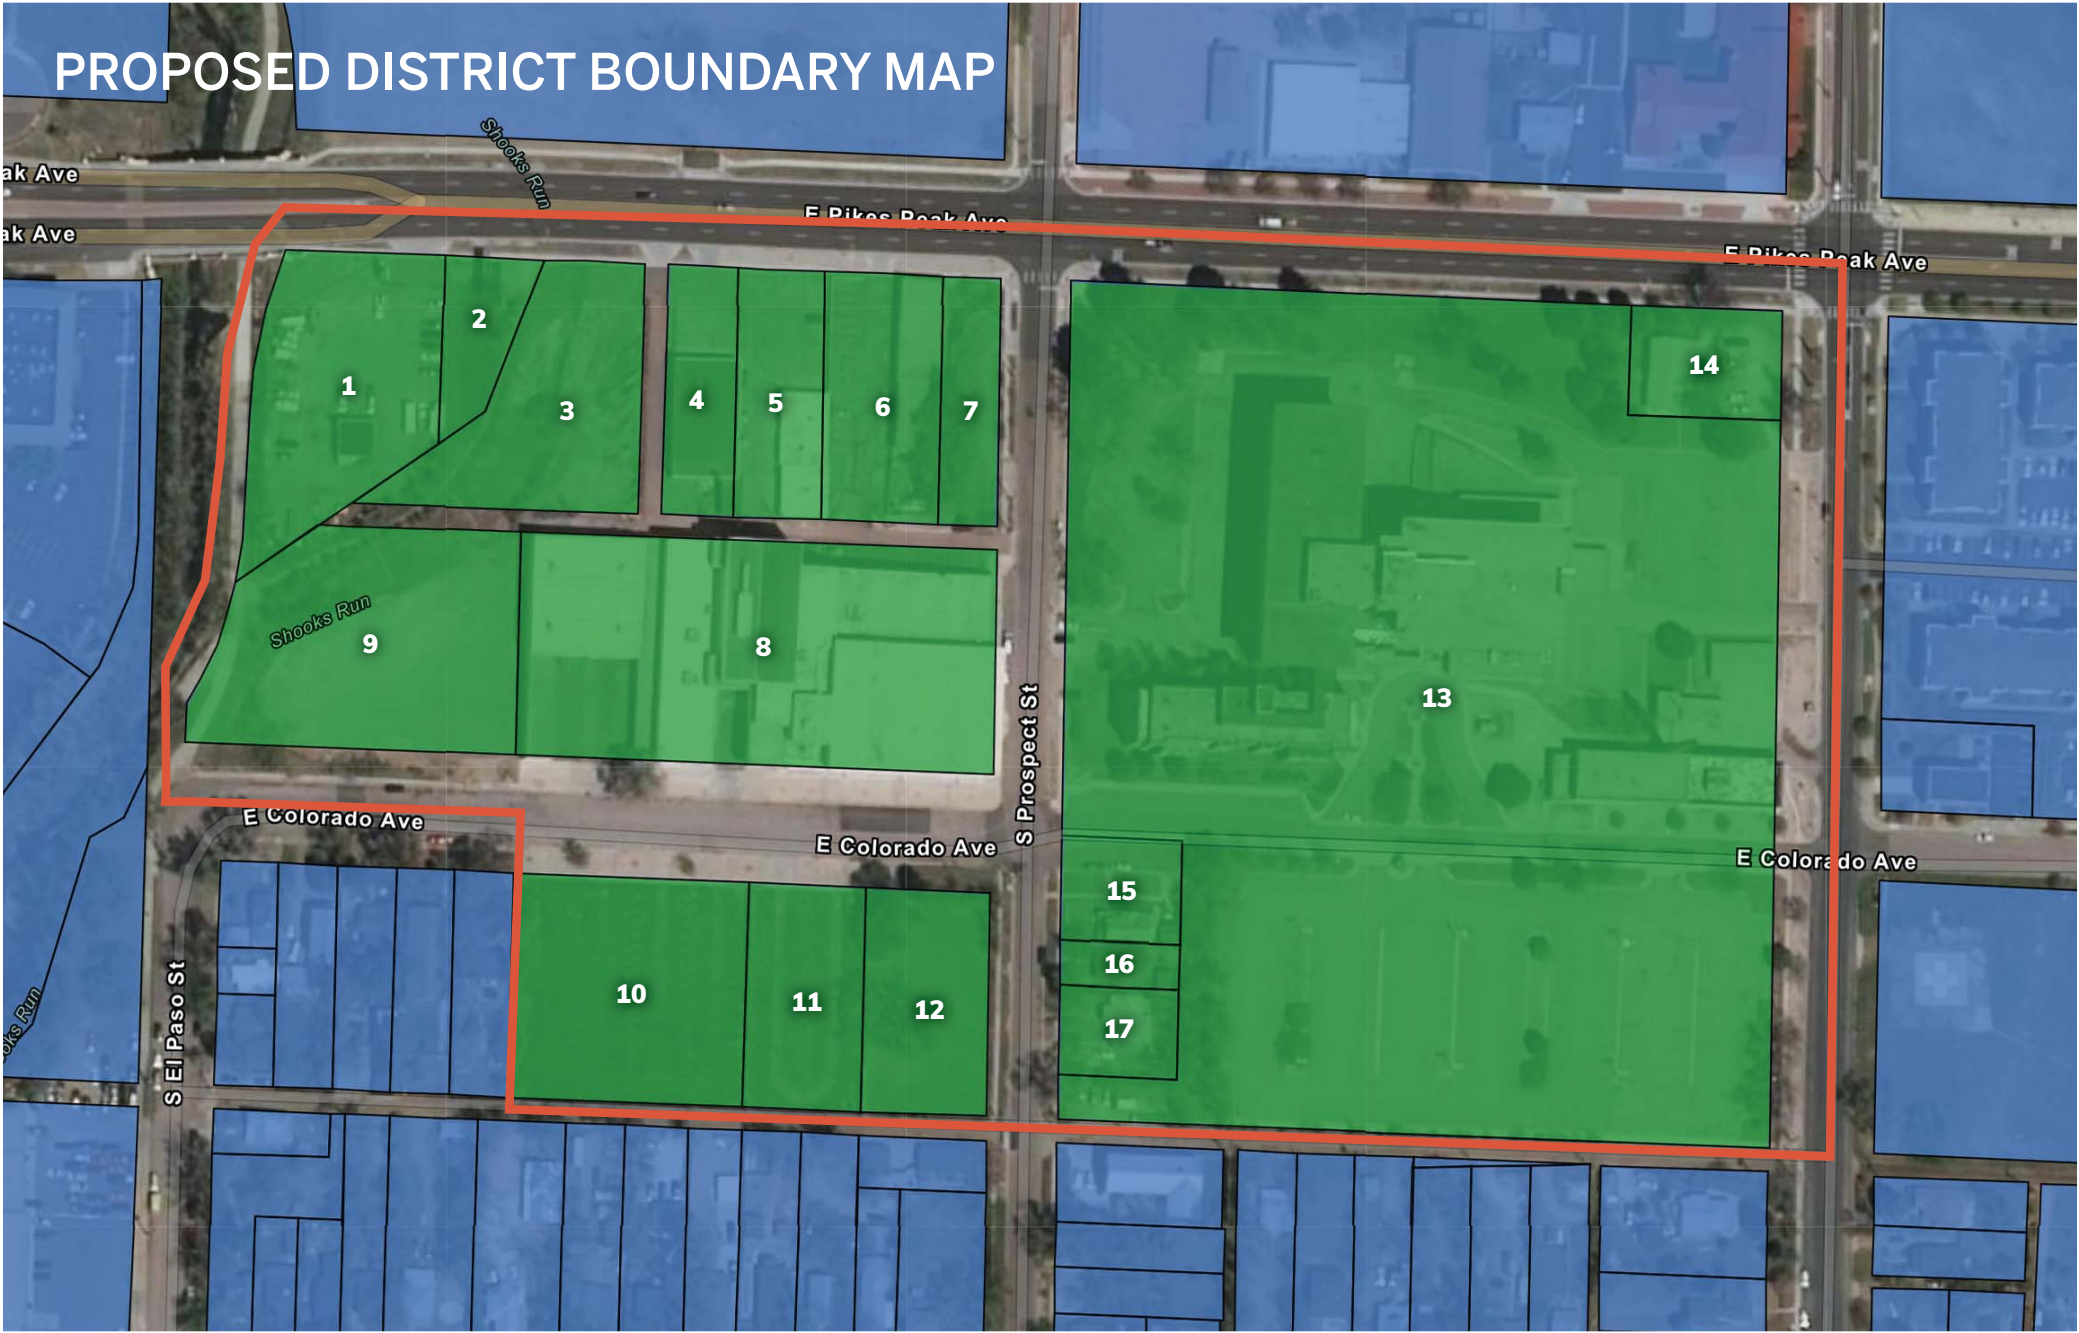 PROPOSED DISTRICT BOUNDARY MAP
Shooks Run
ak Ave
E Pikes Peak Ave
ak Ave
E Pikes Peak Ave
1
2
3
4
5
6
7
14
Shooks Run
9
8
13
S Prospect St
E Colorado Ave
E Colorado Ave
E Colorado Ave
15
16
17
10
11
12
S El Paso St
oks Run